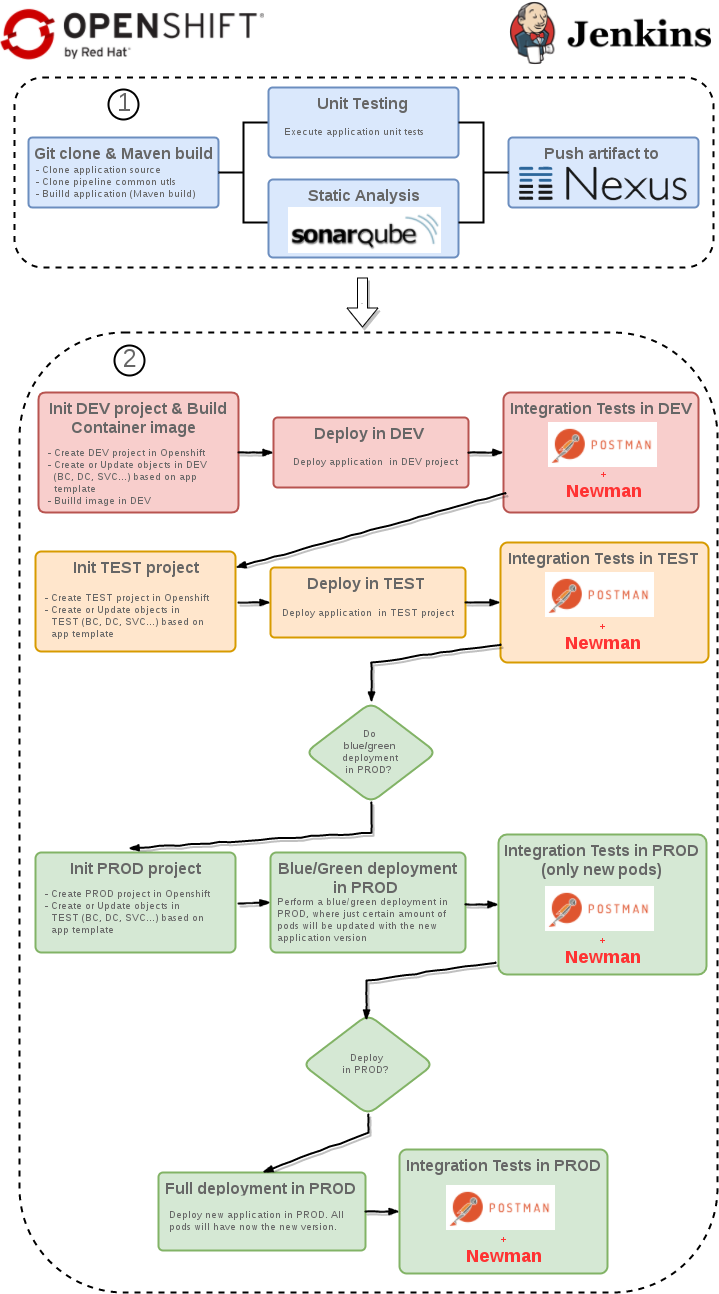 OPENSHIFT®
by Red Hat®
Jenkins
1
Unit Testing
Execute application unit tests
Git clone & Maven build
- Clone application source
- Clone pipeline common utls
- Builld application (Maven build)
Static Analysis
sonarqube
Push artifact to
Nexus
2
Init DEV project & Build
Container image
- Create DEV project in Openshift
- Create or Update objects in DEV
(BC, DC, SVC...) based on app
template
- Builld image in DEV
Deploy in DEV
Deploy application in DEV project
Integration Tests in DEV
POSTMAN
+
Newman
Init TEST project
- Create TEST project in Openshift
- Create or Update objects in
TEST (BC, DC, SVC...) based on
app template
Deploy in TEST
Deploy application in TEST project
Integration Tests in TEST
POSTMAN
+
Newman
Do
blue/green
deployment
in PROD?
Init PROD project
- Create PROD project in Openshift
- Create or Update objects in
TEST (BC, DC, SVC...) based on
app template
Blue/Green deployment
in PROD
Perform a blue/green deployment in
PROD, where just certain amount of
pods will be updated with the new
application version
Integration Tests in PROD
(only new pods)
POSTMAN
+
Newman
Deploy
in PROD?
Full deployment in PROD
Deploy new application in PROD. All
pods will have now the new version.
Integration Tests in PROD
POSTMAN
+
Newman